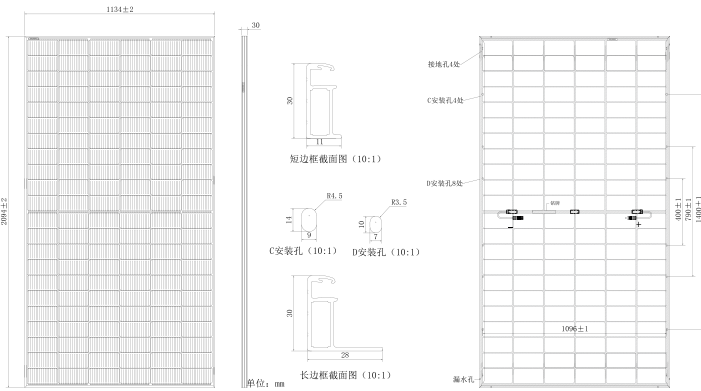 1134±2
30
2094±2
30
11
短边框截面图（10:1）
R4.5
14
9
C安装孔（10:1）
R3.5
10
7
D安装孔（10:1）
30
28
长边框截面图（10:1）
单位：mm
接地孔4处
C安装孔4处
D安装孔8处
-
+
400±1
790±1
1400±1
1096±1
漏水孔